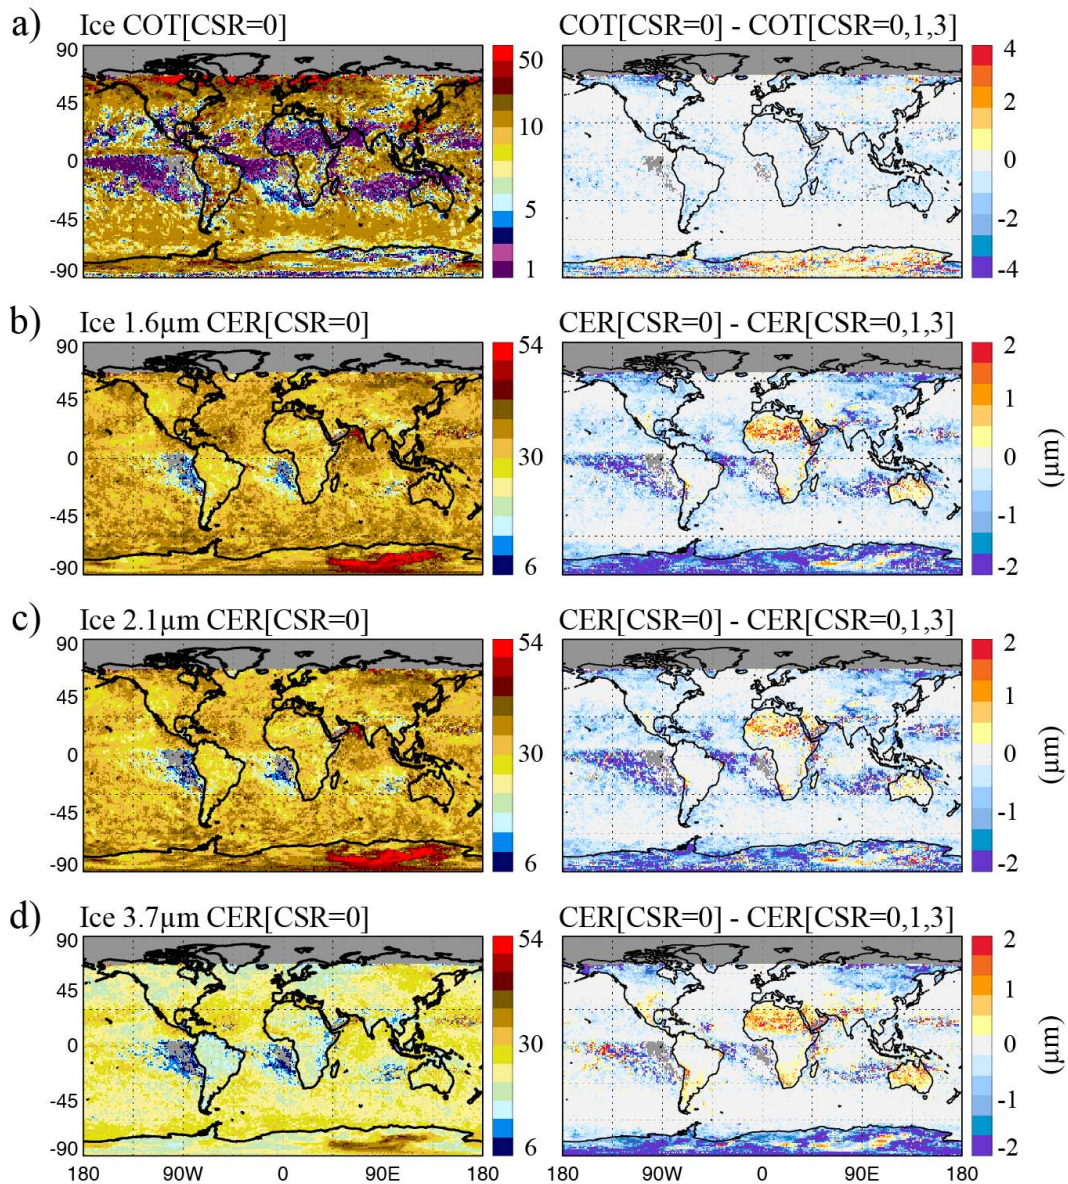 a) Ice COT[CSR=0] COT[CSR=0] - COT[CSR=0,1,3]
90 50 4
45 10 2
0 0
-45 5 -2
-90 1 -4
b) Ice 1.6µm CER[CSR=0] CER[CSR=0] - CER[CSR=0,1,3]
90 54 2
45 1
0 30 0 (µm)
-45 -1
-90 6 -2
c) Ice 2.1µm CER[CSR=0] CER[CSR=0] - CER[CSR=0,1,3]
90 54 2
45 1
0 30 0 (µm)
-45 -1
-90 6 -2
d) Ice 3.7µm CER[CSR=0] CER[CSR=0] - CER[CSR=0,1,3]
90 54 2
45 1
0 30 0 (µm)
-45 -1
-90 6 -2
180 90W 0 90E 180 180 90W 0 90E 180